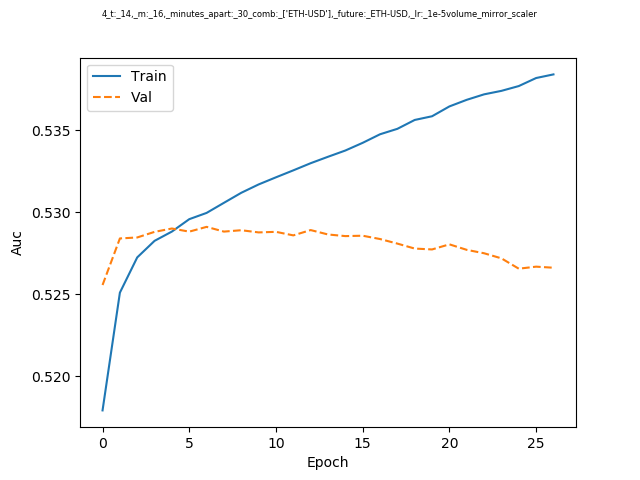 4_t:_14,_m:_16,_minutes_apart:_30_comb:_['ETH-USD'],_future:_ETH-USD,_lr:_1e-5volume_mirror_scaler
Train
Val
0.535
0.530
0.525
0.520
Auc
0 5 10 15 20 25
Epoch